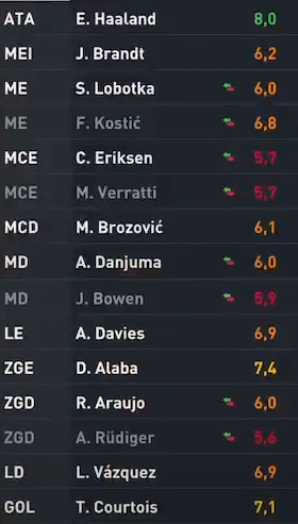 ATA E. Haaland 8,0
MEI J. Brandt 6,2
ME S. Lobotka 6,0
ME F. Kostić 6,8
MCE C. Eriksen 5,7
MCE M. Verratti 5,7
MCD M. Brozović 6,1
MD A. Danjuma 6,0
MD J. Bowen 5,9
LE A. Davies 6,9
ZGE D. Alaba 7,4
ZGD R. Araujo 6,0
ZGD A. Rüdiger 5,6
LD L. Vázquez 6,9
GOL T. Courtois 7,1